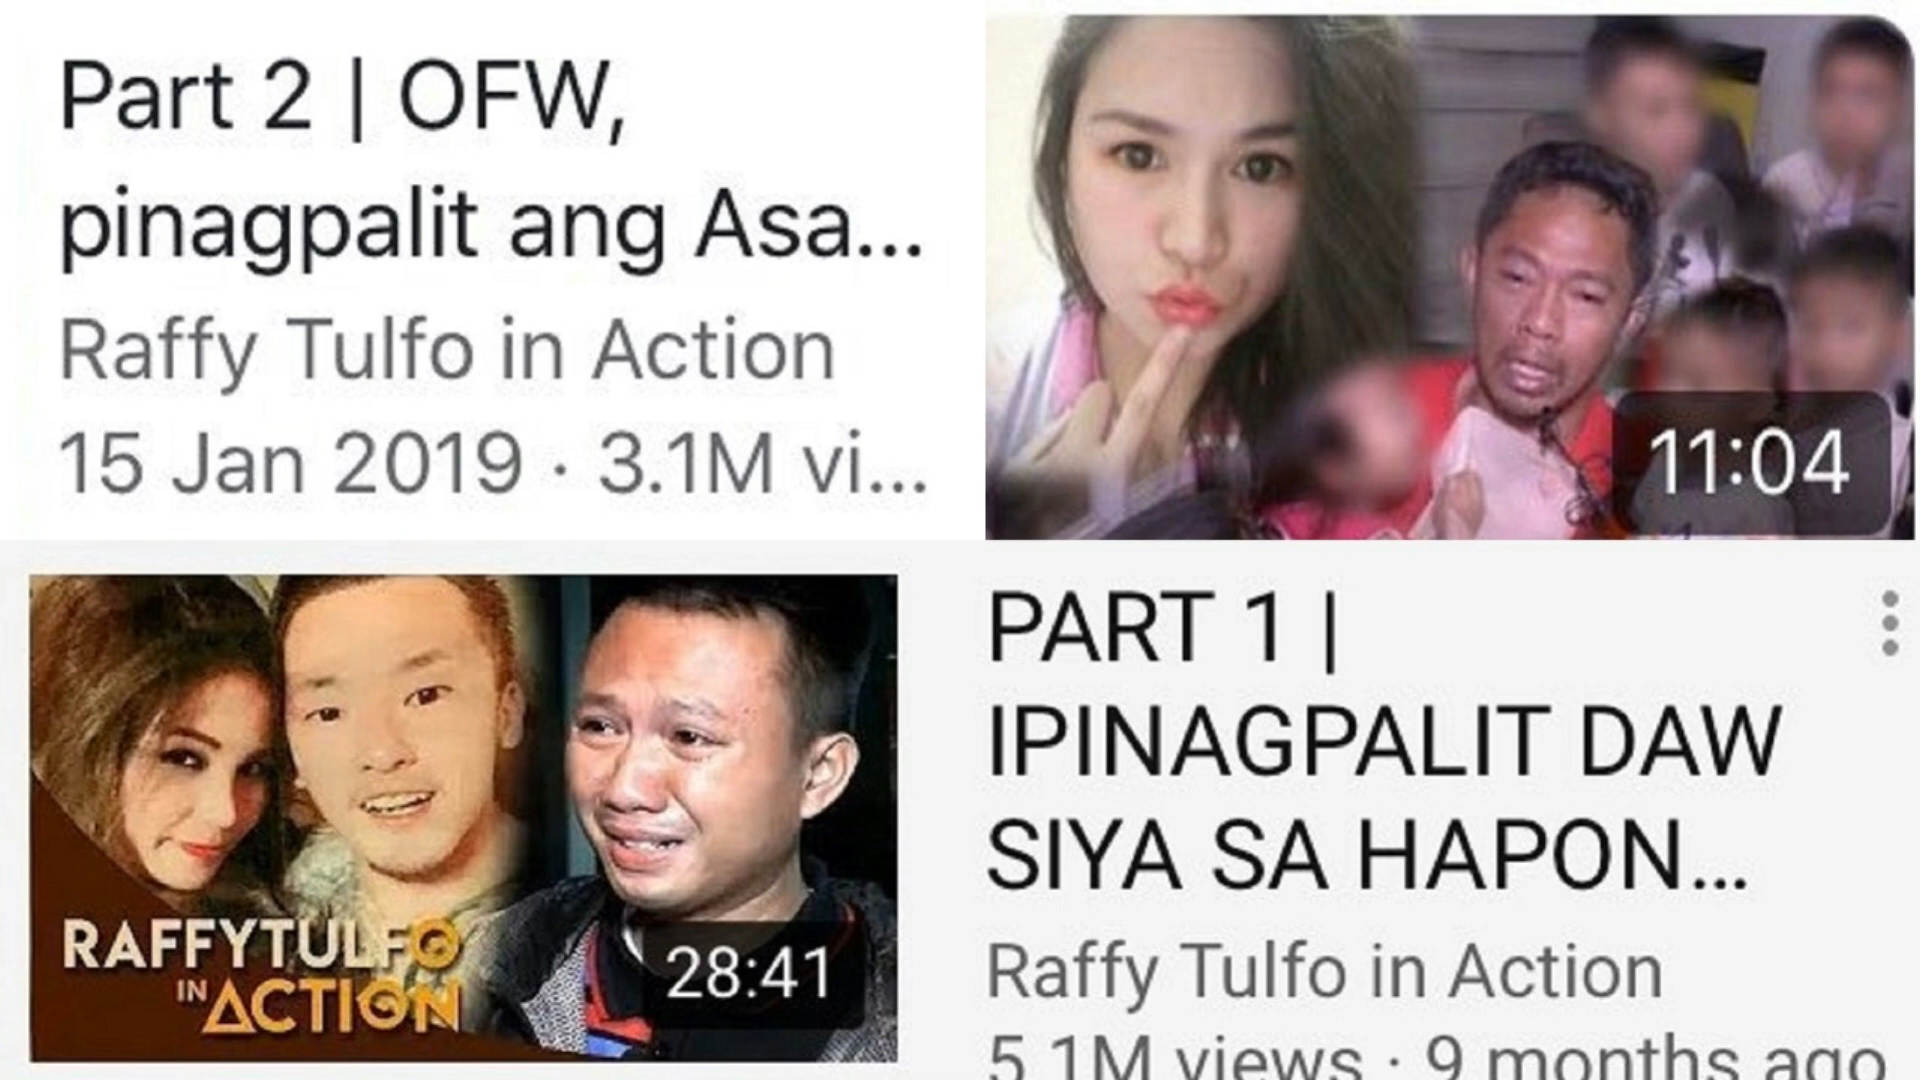 Part 2 | OFW,
pinagpalit ang Asa...
Raffy Tulfo in Action
15 Jan 2019 · 3.1M vi...
11:04
RAFFYTULFO
IN ACTION
28:41
PART 1 |
IPINAGPALIT DAW
SIYA SA HAPON...
Raffy Tulfo in Action
5.1M views · 9 months ago